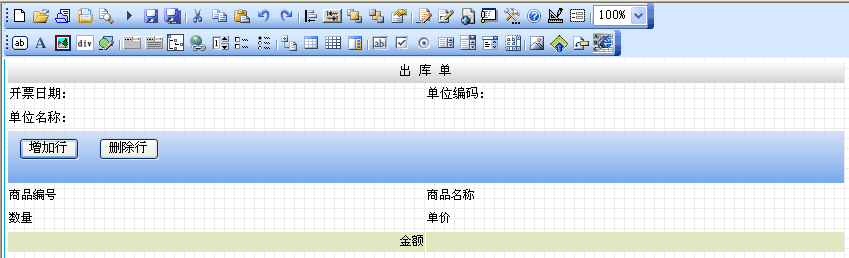 100%
ab A div ab
出 库 单
开票日期： 单位编码：
单位名称：
增加行 删除行
商品编号 商品名称
数量 单价
金额